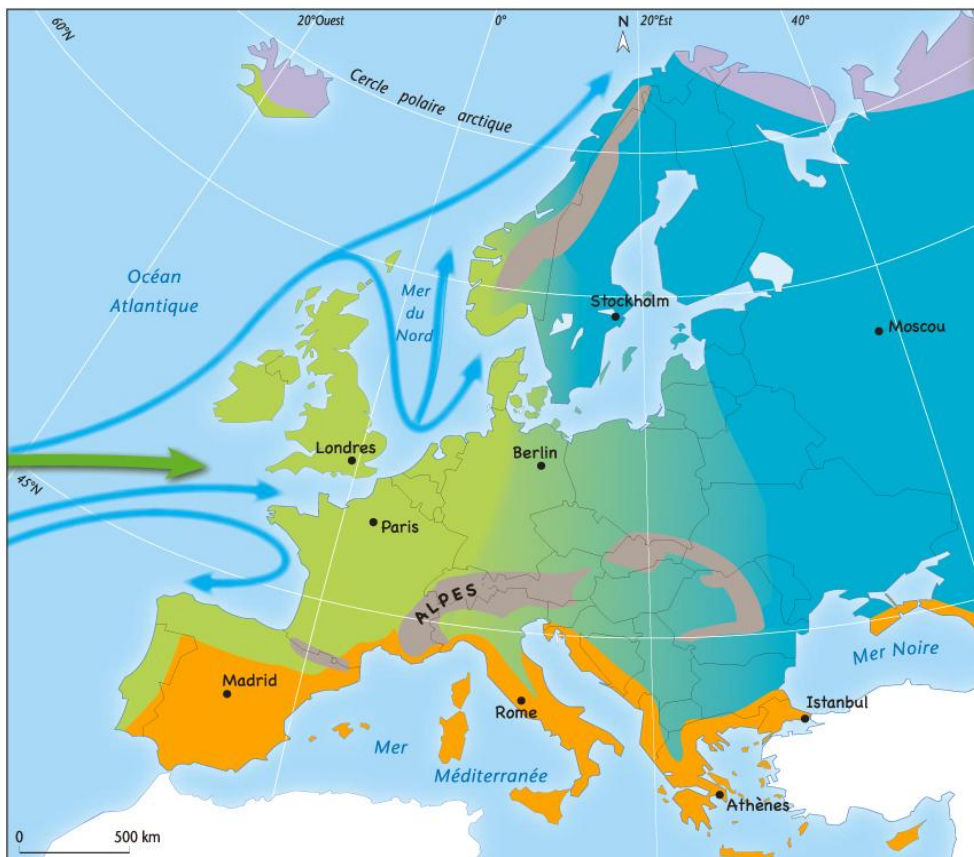 60°N
20°Ouest
0°
20°Est
40°
N
Cercle polaire arctique
Océan
Atlantique
Mer
du
Nord
Stockholm
Moscou
Londres
Berlin
45°N
Paris
ALPES
Mer Noire
Madrid
Rome
Istanbul
Mer
Méditerranée
Athènes
0
500 km